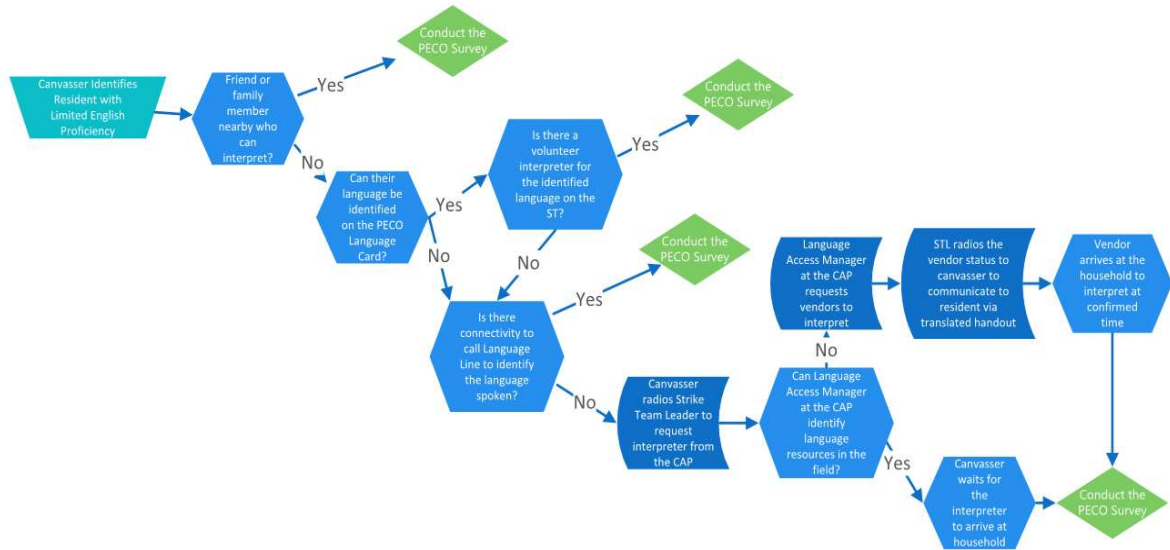 Canvasser Identifies
Resident with
Limited English
Proficiency
Friend or
family
member
nearby who
can
interpret?
Yes
Conduct the
PECO Survey
No
Can their
language be
identified
on the PECO
Language
Card?
Yes
Is there a
volunteer
interpreter for
the identified
language on the
ST?
Yes
Conduct the
PECO Survey
No
No
Is there
connectivity to
call Language
Line to identify
the language
spoken?
Yes
Conduct the
PECO Survey
No
Canvasser
radios Strike
Team Leader to
request
interpreter from
the CAP
Can Language
Access Manager
at the CAP
identify
language
resources in the
field?
No
Language
Access Manager
at the CAP
requests
vendors to
interpret
STL radios the
vendor status to
canvasser to
communicate to
resident via
translated handout
Vendor
arrives at the
household to
interpret at
confirmed
time
Yes
Canvasser
waits for
the
interpreter
to arrive at
household
Conduct the
PECO Survey